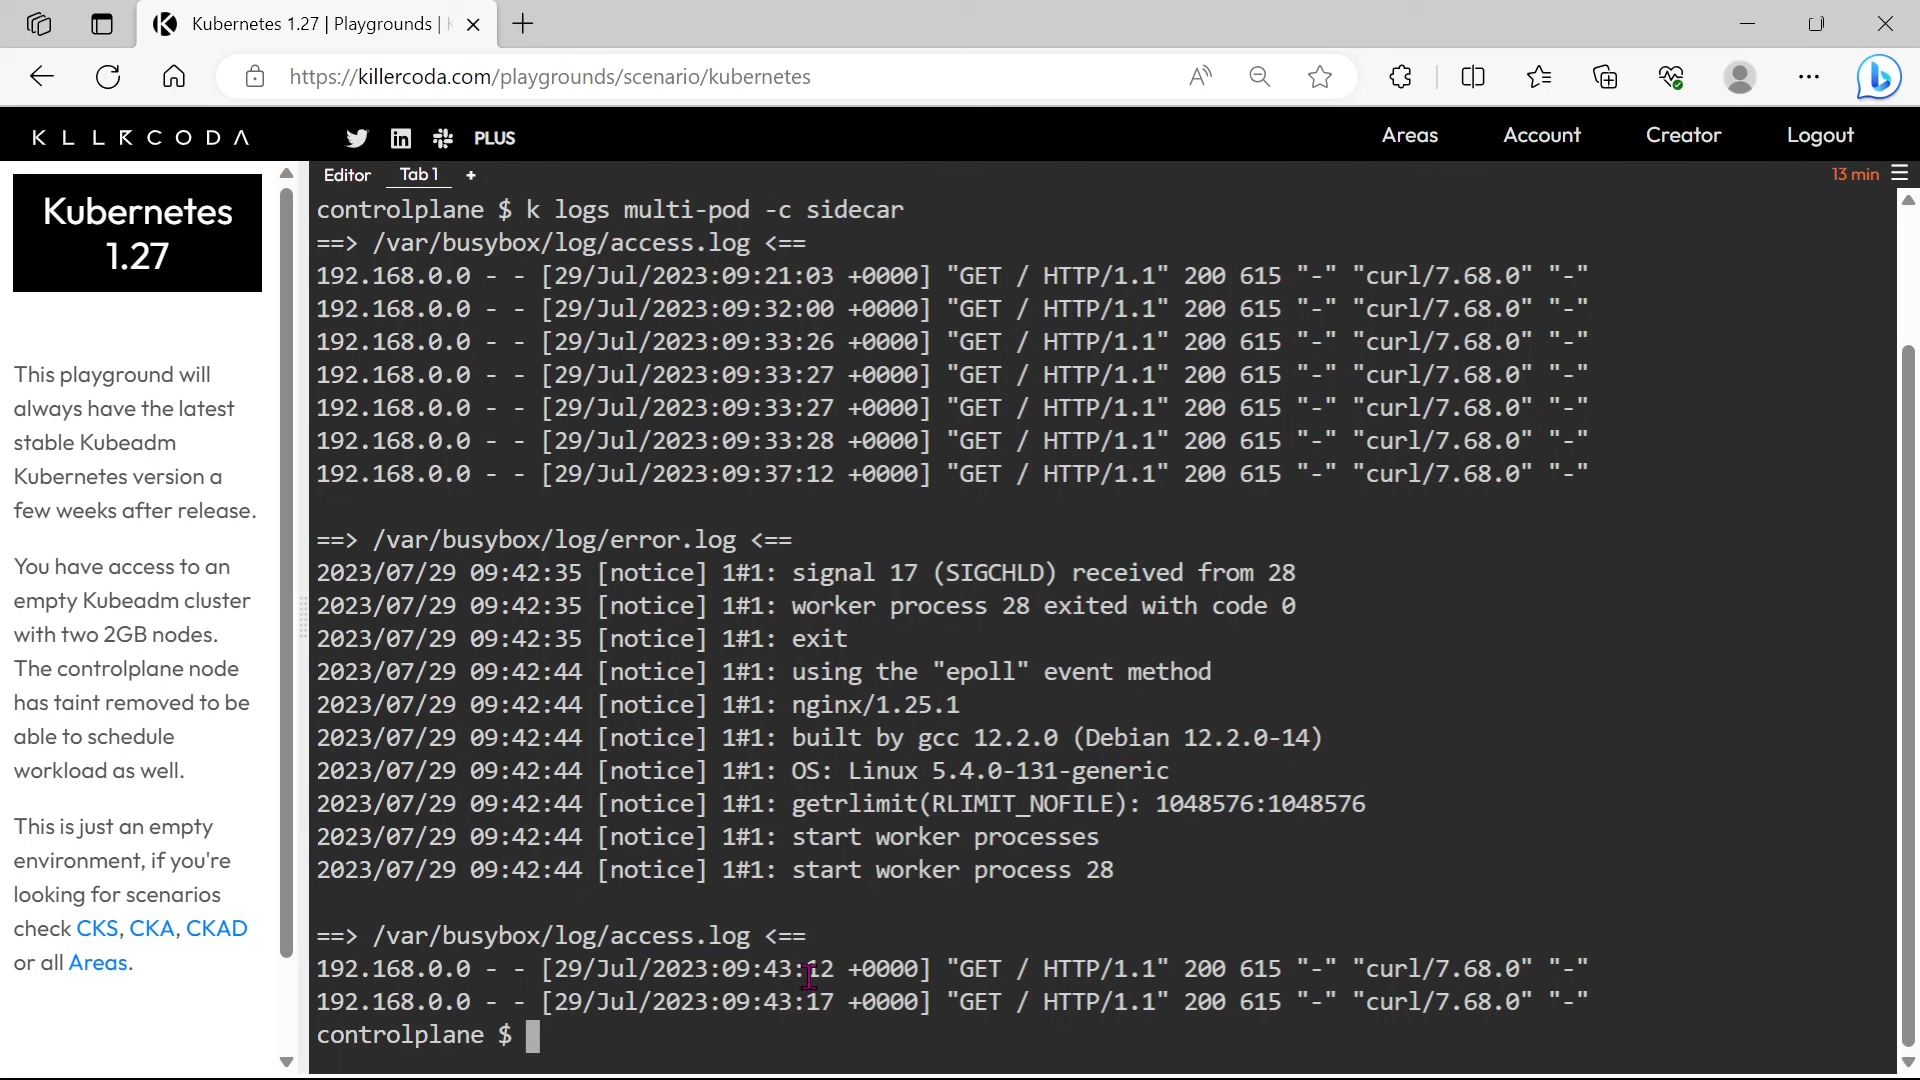 Kubernetes 1.27 | Playgrounds | K
https://killercoda.com/playgrounds/scenario/kubernetes
KLLRCODA
PLUS
Areas
Account
Creator
Logout
Kubernetes
1.27
This playground will
always have the latest
stable Kubeadm
Kubernetes version a
few weeks after release.
You have access to an
empty Kubeadm cluster
with two 2GB nodes.
The controlplane node
has taint removed to be
able to schedule
workload as well.
This is just an empty
environment, if you're
looking for scenarios
check CKS, CKA, CKAD
or all Areas.
Editor
Tab 1
+
13 min
controlplane $ k logs multi-pod -c sidecar
==> /var/busybox/log/access.log <==
192.168.0.0 - - [29/Jul/2023:09:21:03 +0000] "GET / HTTP/1.1" 200 615 "-" "curl/7.68.0" "-"
192.168.0.0 - - [29/Jul/2023:09:32:00 +0000] "GET / HTTP/1.1" 200 615 "-" "curl/7.68.0" "-"
192.168.0.0 - - [29/Jul/2023:09:33:26 +0000] "GET / HTTP/1.1" 200 615 "-" "curl/7.68.0" "-"
192.168.0.0 - - [29/Jul/2023:09:33:27 +0000] "GET / HTTP/1.1" 200 615 "-" "curl/7.68.0" "-"
192.168.0.0 - - [29/Jul/2023:09:33:27 +0000] "GET / HTTP/1.1" 200 615 "-" "curl/7.68.0" "-"
192.168.0.0 - - [29/Jul/2023:09:33:28 +0000] "GET / HTTP/1.1" 200 615 "-" "curl/7.68.0" "-"
192.168.0.0 - - [29/Jul/2023:09:37:12 +0000] "GET / HTTP/1.1" 200 615 "-" "curl/7.68.0" "-"
==> /var/busybox/log/error.log <==
2023/07/29 09:42:35 [notice] 1#1: signal 17 (SIGCHLD) received from 28
2023/07/29 09:42:35 [notice] 1#1: worker process 28 exited with code 0
2023/07/29 09:42:35 [notice] 1#1: exit
2023/07/29 09:42:44 [notice] 1#1: using the "epoll" event method
2023/07/29 09:42:44 [notice] 1#1: nginx/1.25.1
2023/07/29 09:42:44 [notice] 1#1: built by gcc 12.2.0 (Debian 12.2.0-14)
2023/07/29 09:42:44 [notice] 1#1: OS: Linux 5.4.0-131-generic
2023/07/29 09:42:44 [notice] 1#1: getrlimit(RLIMIT_NOFILE): 1048576:1048576
2023/07/29 09:42:44 [notice] 1#1: start worker processes
2023/07/29 09:42:44 [notice] 1#1: start worker process 28
==> /var/busybox/log/access.log <==
192.168.0.0 - - [29/Jul/2023:09:43:12 +0000] "GET / HTTP/1.1" 200 615 "-" "curl/7.68.0" "-"
192.168.0.0 - - [29/Jul/2023:09:43:17 +0000] "GET / HTTP/1.1" 200 615 "-" "curl/7.68.0" "-"
controlplane $